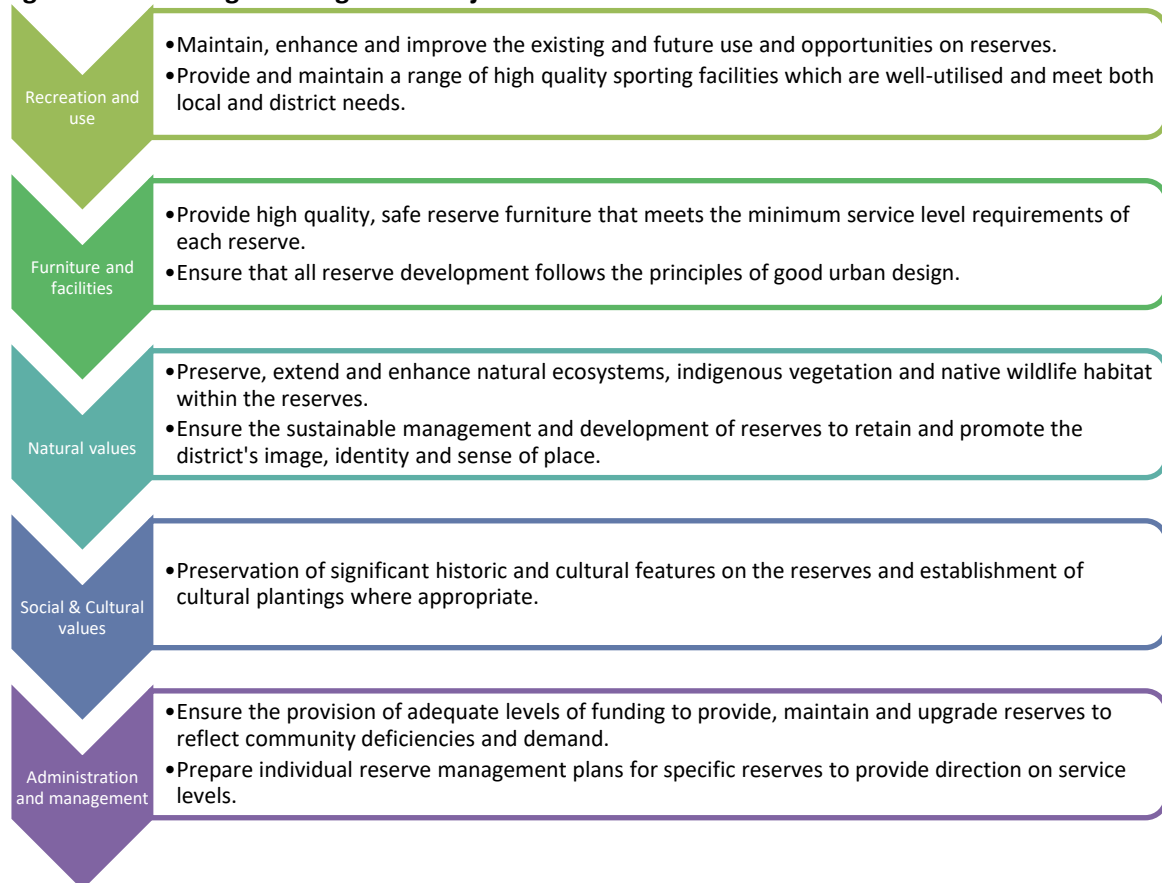 Recreation and
use
•Maintain, enhance and improve the existing and future use and opportunities on reserves.
•Provide and maintain a range of high quality sporting facilities which are well-utilised and meet both
local and district needs.
Furniture and
facilities
•Provide high quality, safe reserve furniture that meets the minimum service level requirements of
each reserve.
•Ensure that all reserve development follows the principles of good urban design.
Natural values
•Preserve, extend and enhance natural ecosystems, indigenous vegetation and native wildlife habitat
within the reserves.
•Ensure the sustainable management and development of reserves to retain and promote the
district's image, identity and sense of place.
Social & Cultural
values
•Preservation of significant historic and cultural features on the reserves and establishment of
cultural plantings where appropriate.
Administration
and management
•Ensure the provision of adequate levels of funding to provide, maintain and upgrade reserves to
reflect community deficiencies and demand.
•Prepare individual reserve management plans for specific reserves to provide direction on service
levels.